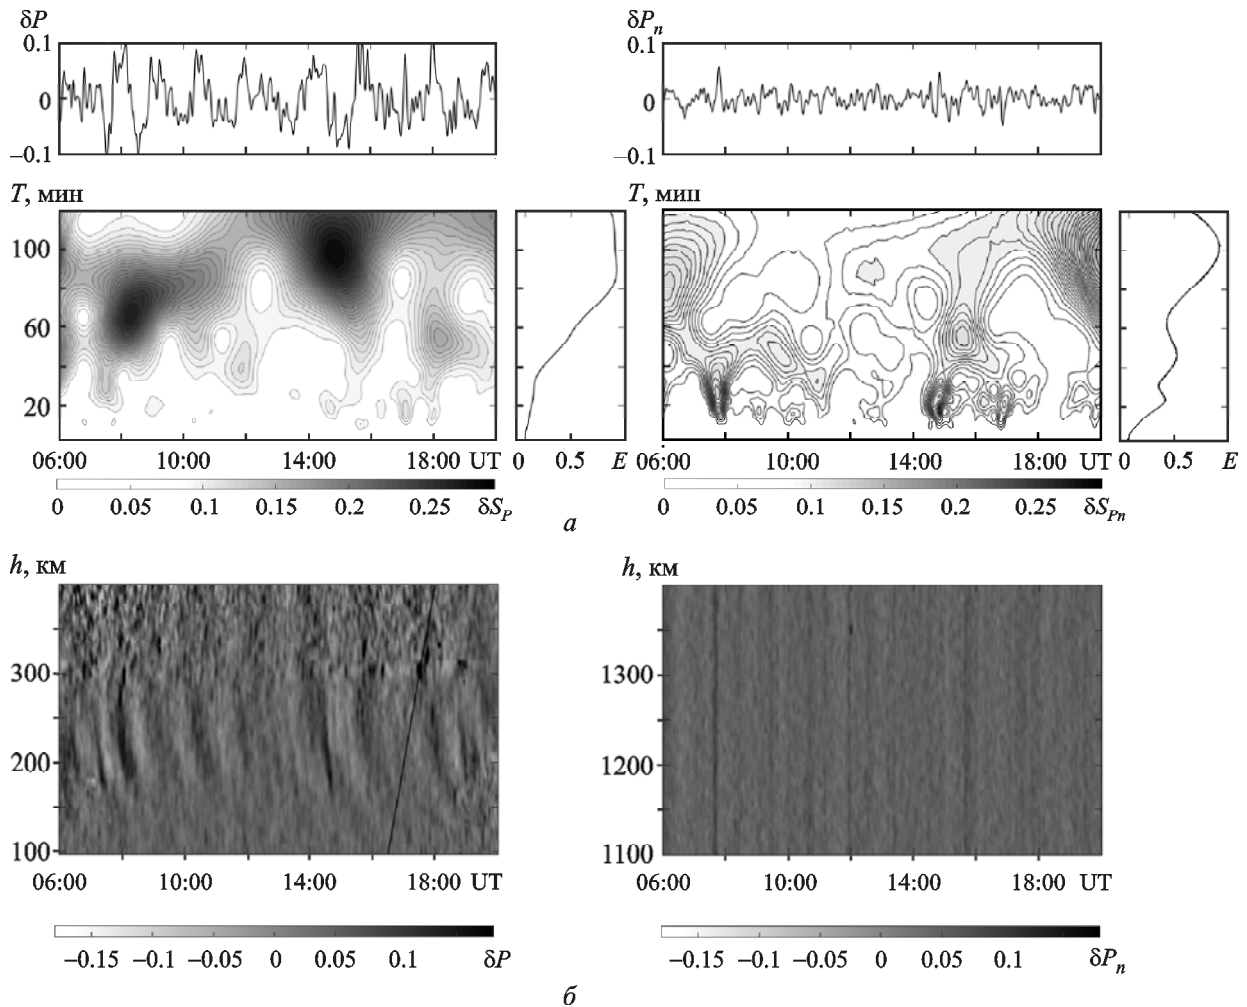 δP
0.1
0
−0.1
δPₙ
0.1
0
−0.1
T, мин
100
60
20
06:00 10:00 14:00 18:00 UT
0 0.5 E
0 0.05 0.1 0.15 0.2 0.25 δS_P
T, мип
06:00 10:00 14:00 18:00 UT
0 0.5 E
0 0.05 0.1 0.15 0.2 0.25 δS_Pn
а
h, км
300
200
100
06:00 10:00 14:00 18:00 UT
−0.15 −0.1 −0.05 0 0.05 0.1 δP
h, км
1300
1200
1100
06:00 10:00 14:00 18:00 UT
−0.15 −0.1 −0.05 0 0.05 0.1 δPₙ
б